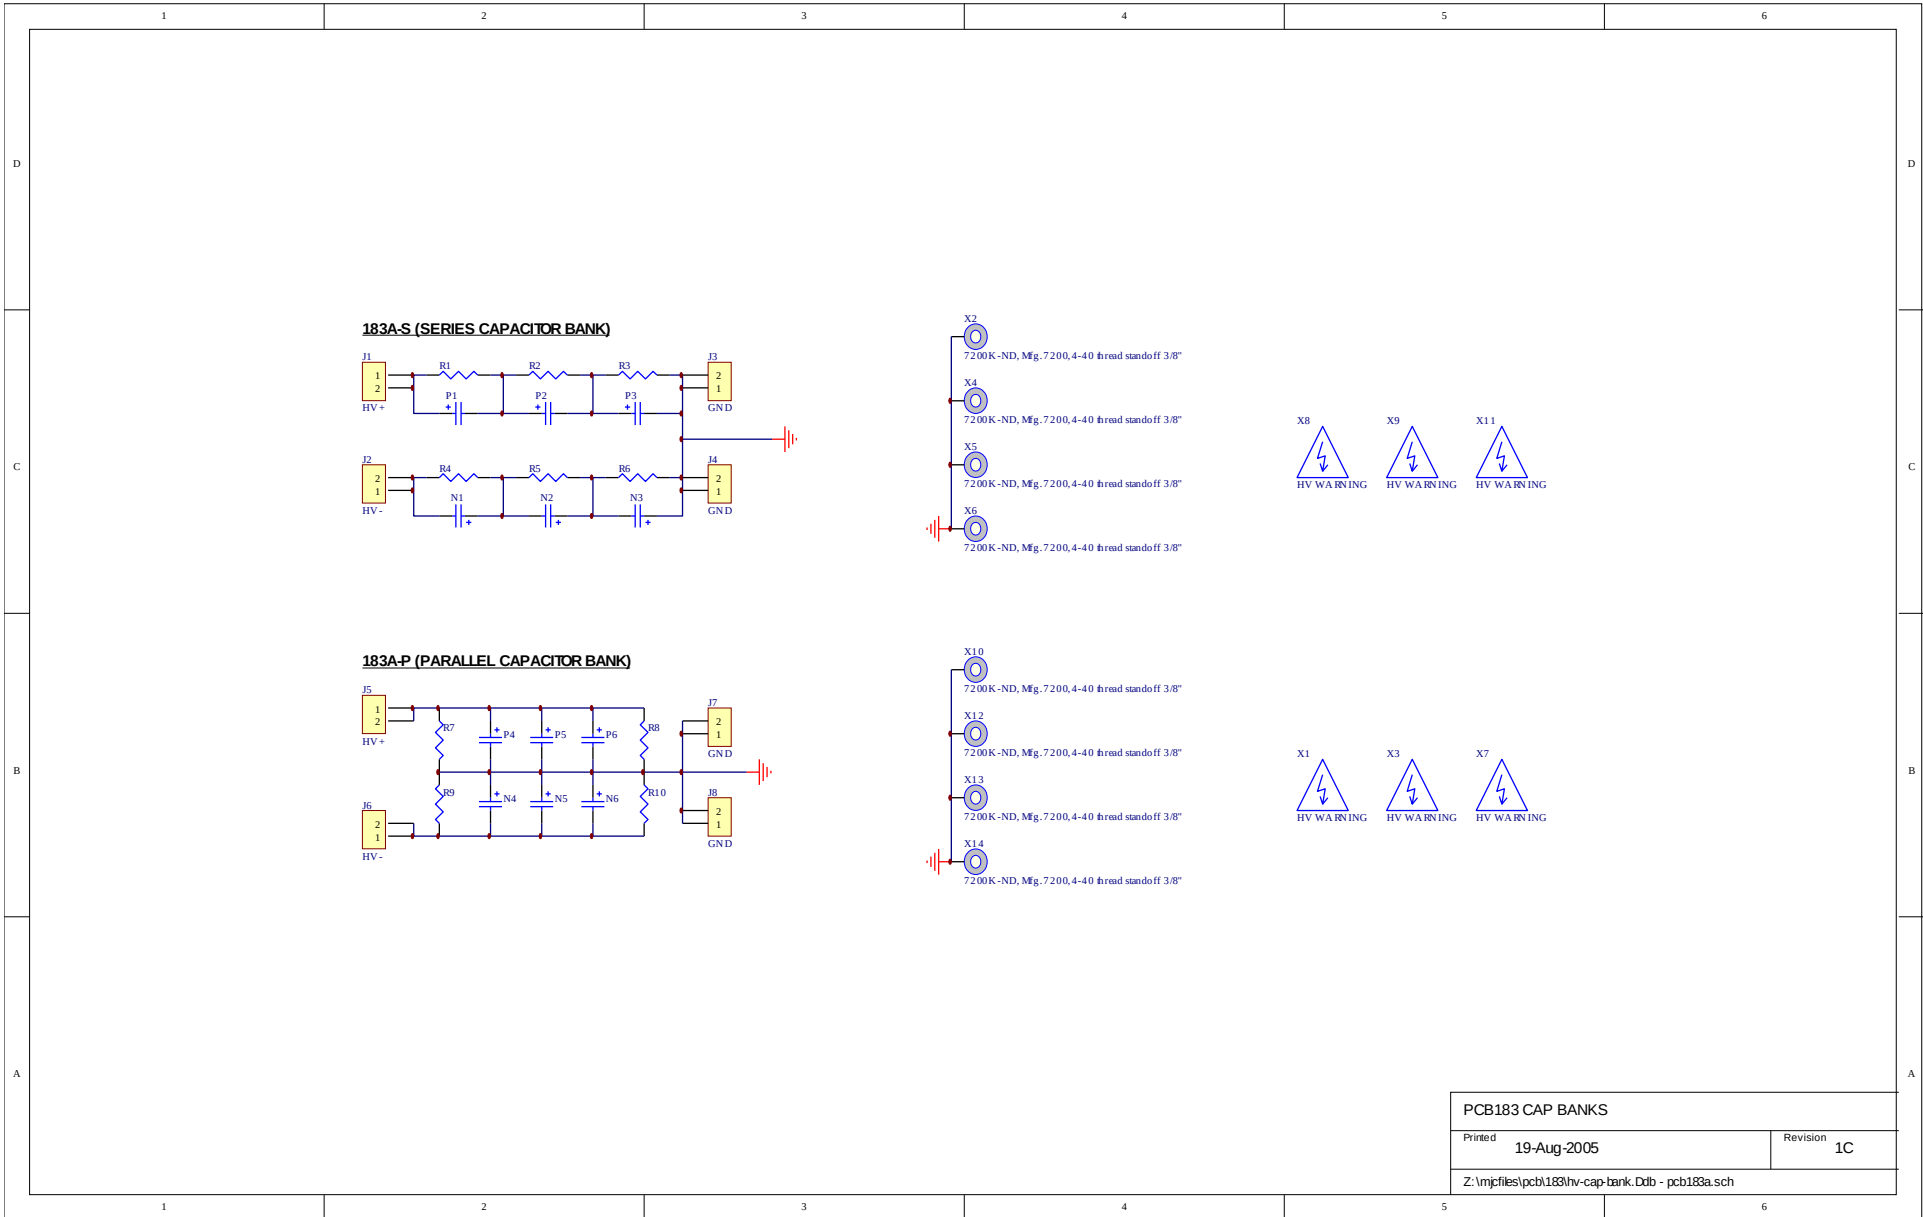 1 2 3 4 5 6
D D
183A-S (SERIES CAPACITOR BANK)
J1
1
2
HV+
R1 R2 R3
P1 P2 P3
+ + +
J3
2
1
GND
J2
2
1
HV-
R4 R5 R6
N1 N2 N3
+ + +
J4
2
1
GND
X2
7200K-ND, Mfg.7200, 4-40 thread standoff 3/8"
X4
7200K-ND, Mfg.7200, 4-40 thread standoff 3/8"
X5
7200K-ND, Mfg.7200, 4-40 thread standoff 3/8"
X6
7200K-ND, Mfg.7200, 4-40 thread standoff 3/8"
X8 X9 X11
HV WARNING HV WARNING HV WARNING
C C
183A-P (PARALLEL CAPACITOR BANK)
J5
1
2
HV+
R7 P4 P5 P6 R8
+ + +
J7
2
1
GND
R9 N4 N5 N6 R10
+ + +
J6
2
1
HV-
J8
2
1
GND
X10
7200K-ND, Mfg.7200, 4-40 thread standoff 3/8"
X12
7200K-ND, Mfg.7200, 4-40 thread standoff 3/8"
X13
7200K-ND, Mfg.7200, 4-40 thread standoff 3/8"
X14
7200K-ND, Mfg.7200, 4-40 thread standoff 3/8"
X1 X3 X7
HV WARNING HV WARNING HV WARNING
B B
A A
PCB183 CAP BANKS
Printed 19-Aug-2005 Revision 1C
Z:\mjcfiles\pcb\183\hv-cap-bank.Ddb - pcb183a.sch
1 2 3 4 5 6